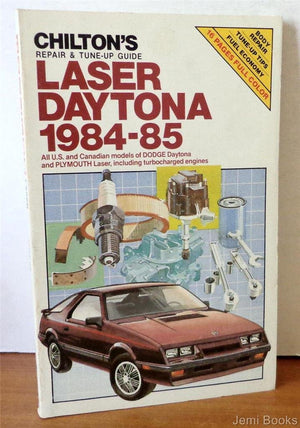 CHILTON'S
REPAIR & TUNE-UP GUIDE
LASER
DAYTONA
1984-85
All U.S. and Canadian models of DODGE Daytona
and PLYMOUTH Laser, including turbocharged engines
BODY
REPAIR
TUNE-UP TIPS
FUEL ECONOMY
16 PAGES FULL COLOR
Jemi Books